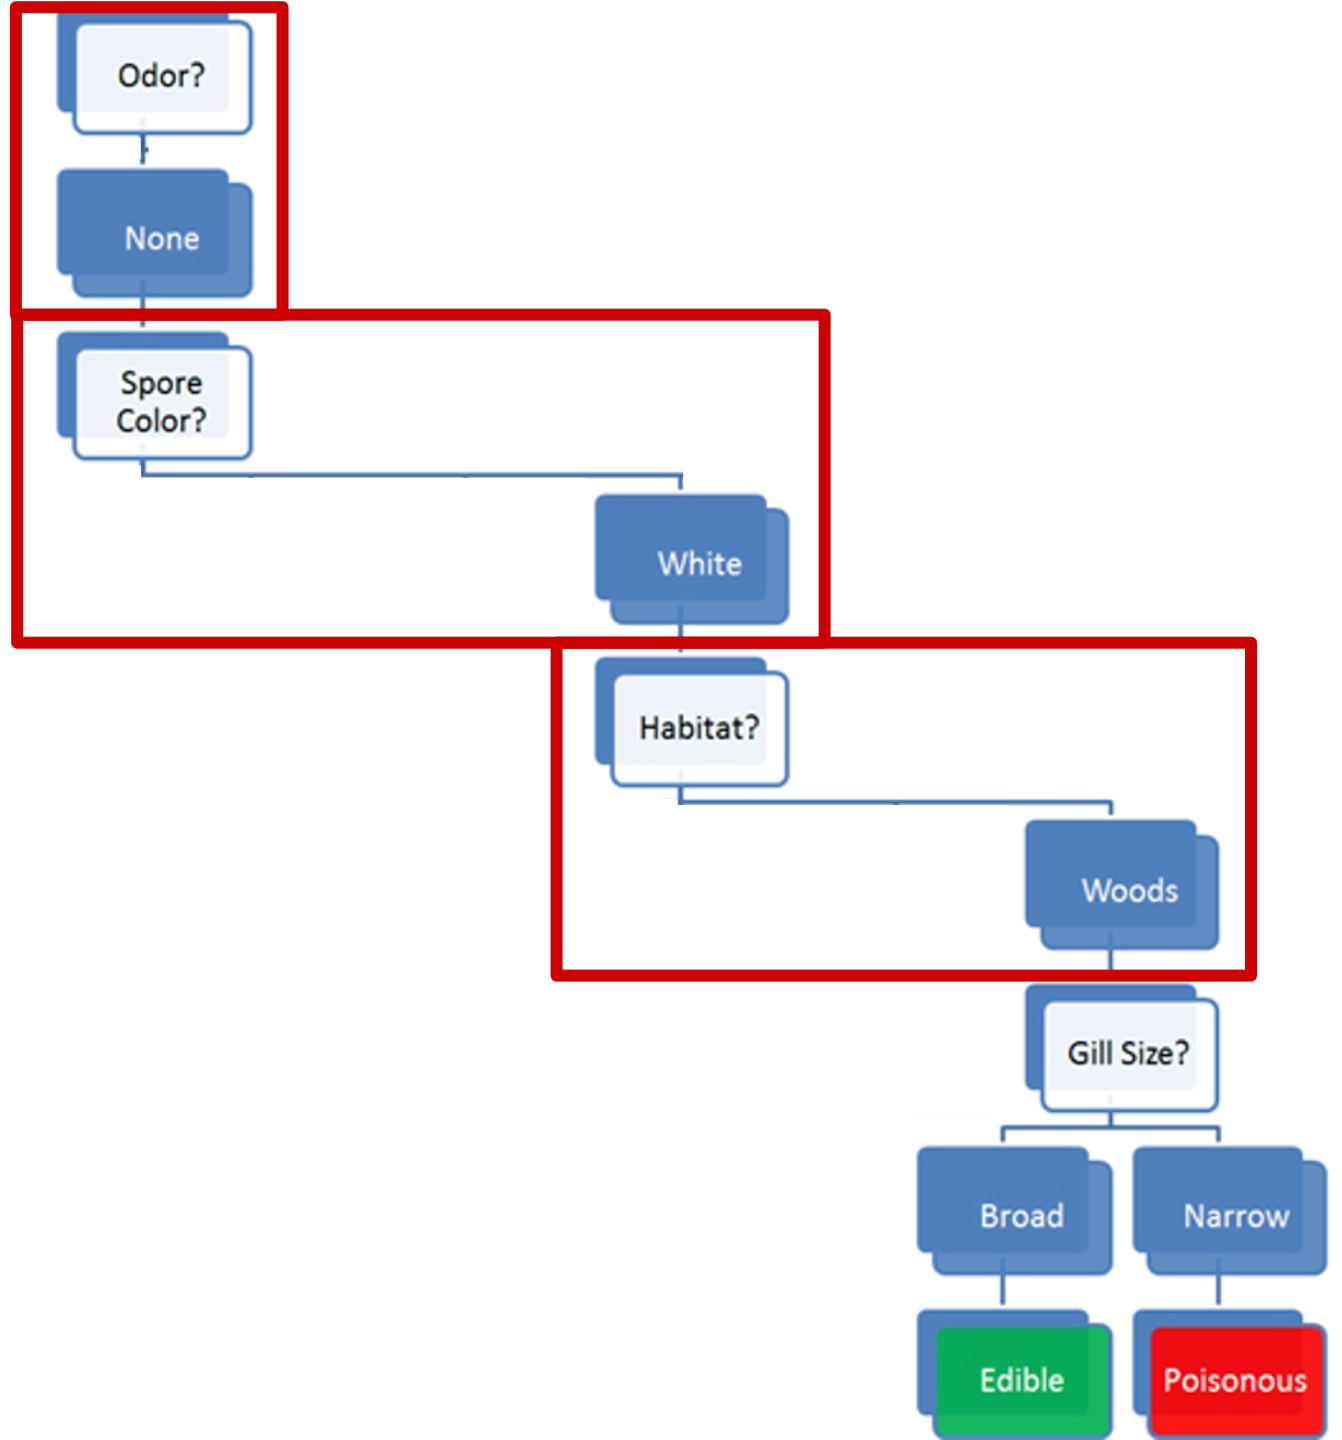 Odor?
None
Spore
Color?
White
Habitat?
Woods
Gill Size?
Broad
Narrow
Edible
Poisonous